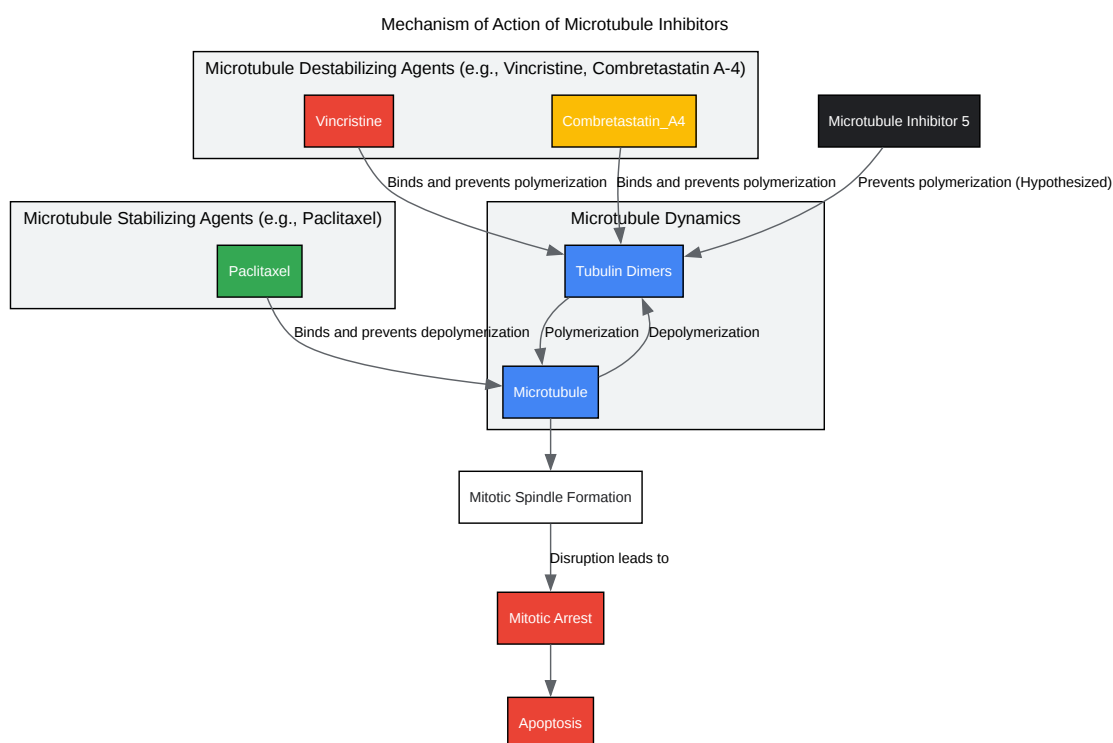 Mechanism of Action of Microtubule Inhibitors
Microtubule Destabilizing Agents (e.g., Vincristine, Combretastatin A-4)
Vincristine
Combretastatin_A4
Microtubule Inhibitor 5
Binds and prevents polymerization
Binds and prevents polymerization
Prevents polymerization (Hypothesized)
Microtubule Stabilizing Agents (e.g., Paclitaxel)
Microtubule Dynamics
Paclitaxel
Tubulin Dimers
Binds and prevents depolymerization
Polymerization
Depolymerization
Microtubule
Mitotic Spindle Formation
Disruption leads to
Mitotic Arrest
Apoptosis